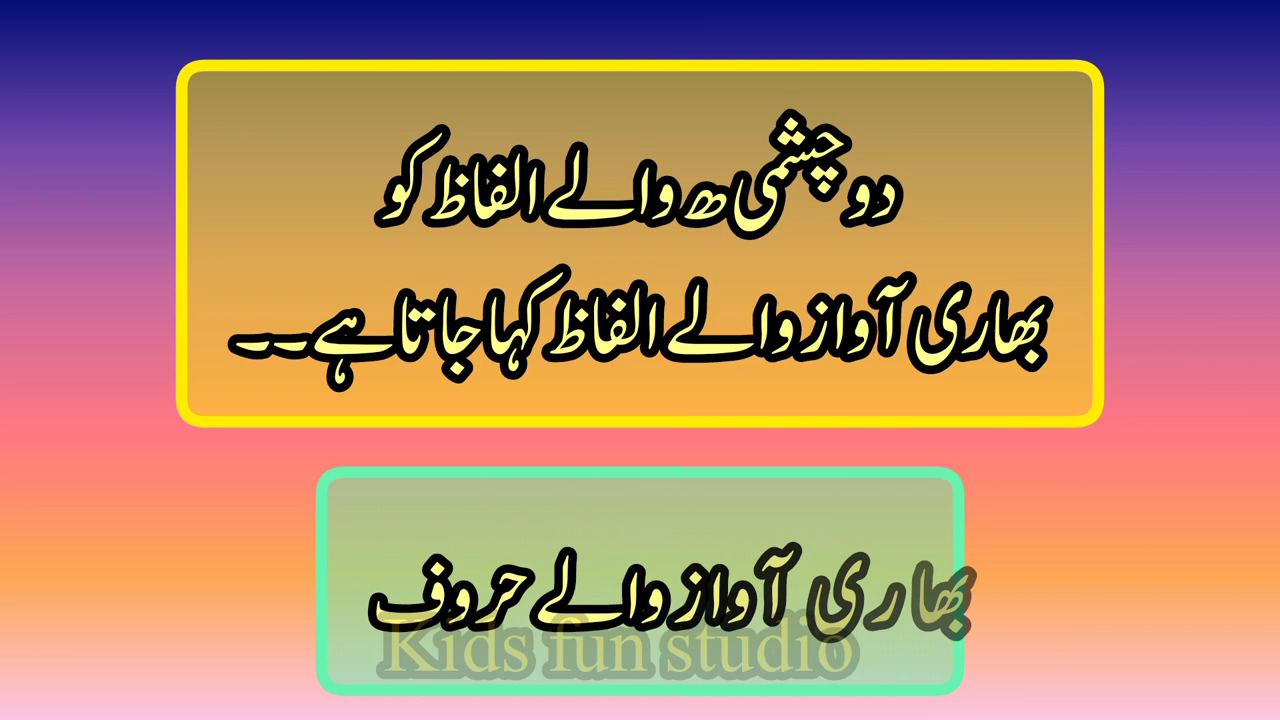 دو چشمی ھ والے الفاظ کو
بھاری آواز والے الفاظ کہا جاتا ہے۔۔
بھاری آواز والے حروف
Kids fun studio